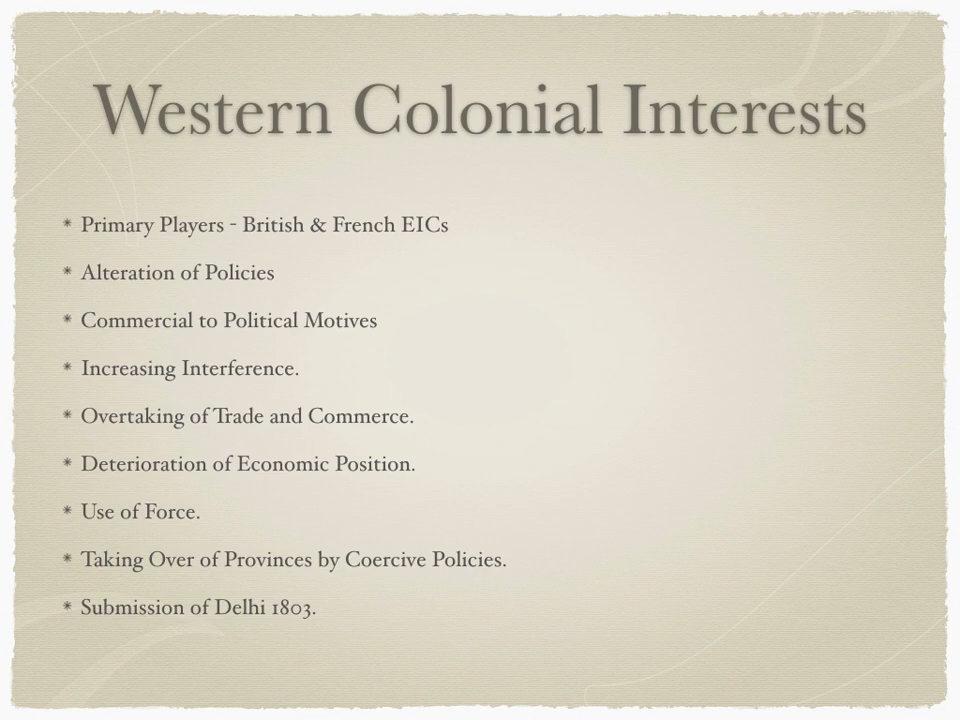 Western Colonial Interests
* Primary Players - British & French EICs
* Alteration of Policies
* Commercial to Political Motives
* Increasing Interference.
* Overtaking of Trade and Commerce.
* Deterioration of Economic Position.
* Use of Force.
* Taking Over of Provinces by Coercive Policies.
* Submission of Delhi 1803.